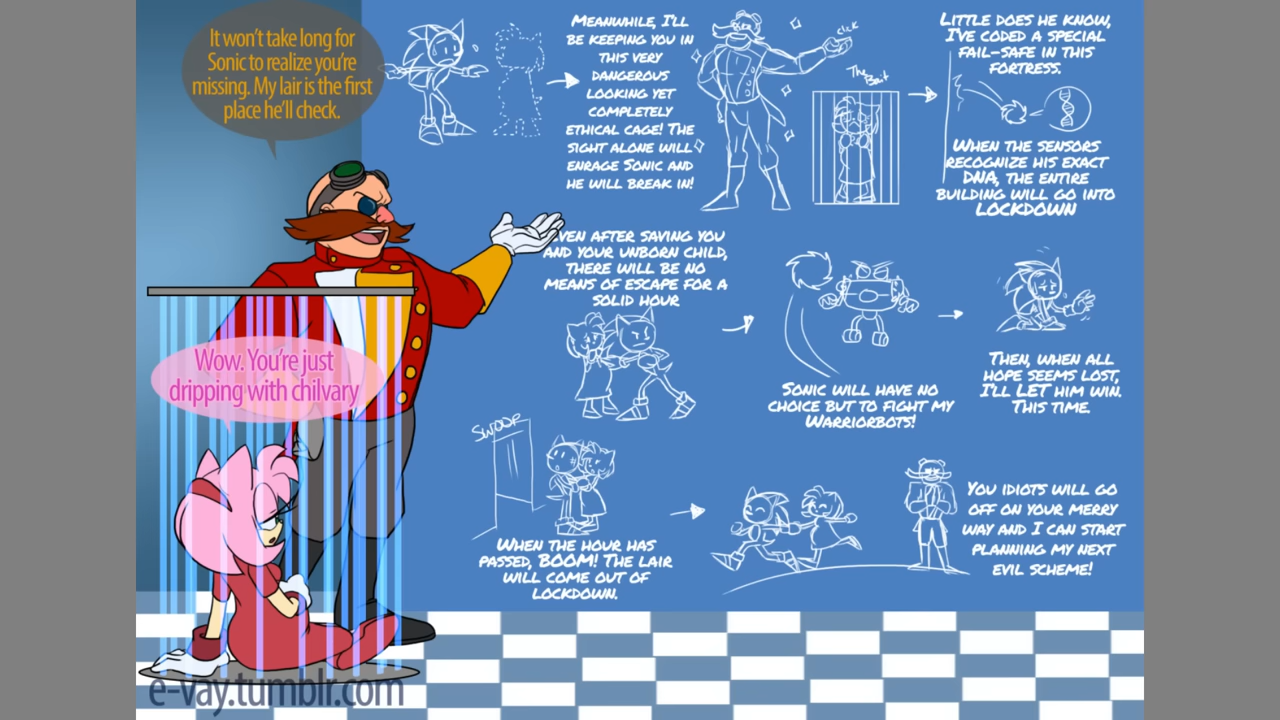 It won't take long for
Sonic to realize you're
missing. My lair is the first
place he'll check.
Meanwhile, I'll
be keeping you in
this very
dangerous
looking yet
completely
ethical cage! The
sight alone will
enrage Sonic and
he will break in!
click
The Bait
Little does he know,
I've coded a special
fail-safe in this
fortress.
When the sensors
recognize his exact
DNA, the entire
building will go into
LOCKDOWN
Wow. You're just
dripping with chilvary
ven after saving you
and your unborn child,
there will be no
means of escape for a
solid hour
Sonic will have no
choice but to fight my
Warriorbots!
Then, when all
hope seems lost,
I'll LET him win.
This time.
SWOOP
When the hour has
passed, BOOM! The lair
will come out of
lockdown.
You idiots will go
off on your merry
way and I can start
planning my next
evil scheme!
e-vay.tumblr.com